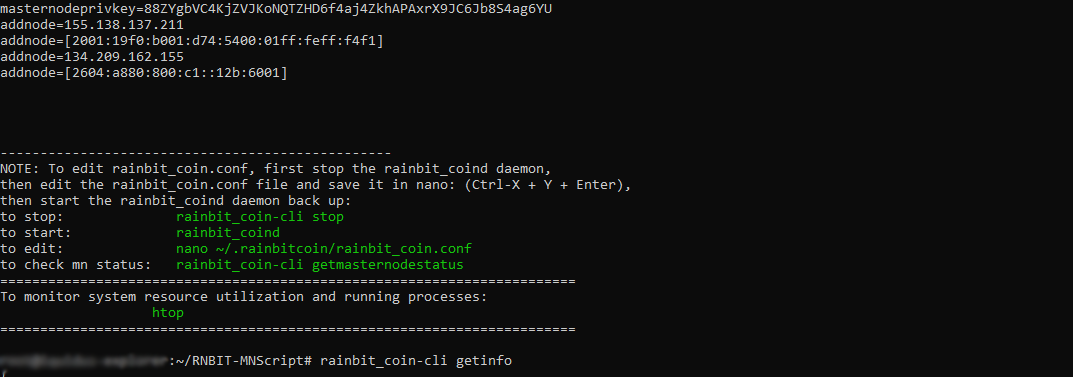 masternodeprivkey=88ZYgbVC4KjZVJKoNQTZHD6f4aj4ZkhAPAxrX9JC6Jb8S4ag6YU
addnode=155.138.137.211
addnode=[2001:19f0:b001:d74:5400:01ff:feff:f4f1]
addnode=134.209.162.155
addnode=[2604:a880:800:c1::12b:6001]
-------------------------------------------------
NOTE: To edit rainbit_coin.conf, first stop the rainbit_coind daemon,
then edit the rainbit_coin.conf file and save it in nano: (Ctrl-X + Y + Enter),
then start the rainbit_coind daemon back up:
to stop: rainbit_coin-cli stop
to start: rainbit_coind
to edit: nano ~/.rainbitcoin/rainbit_coin.conf
to check mn status: rainbit_coin-cli getmasternodestatus
========================================================================
To monitor system resource utilization and running processes:
htop
========================================================================
:~/RNBIT-MNScript# rainbit_coin-cli getinfo
{